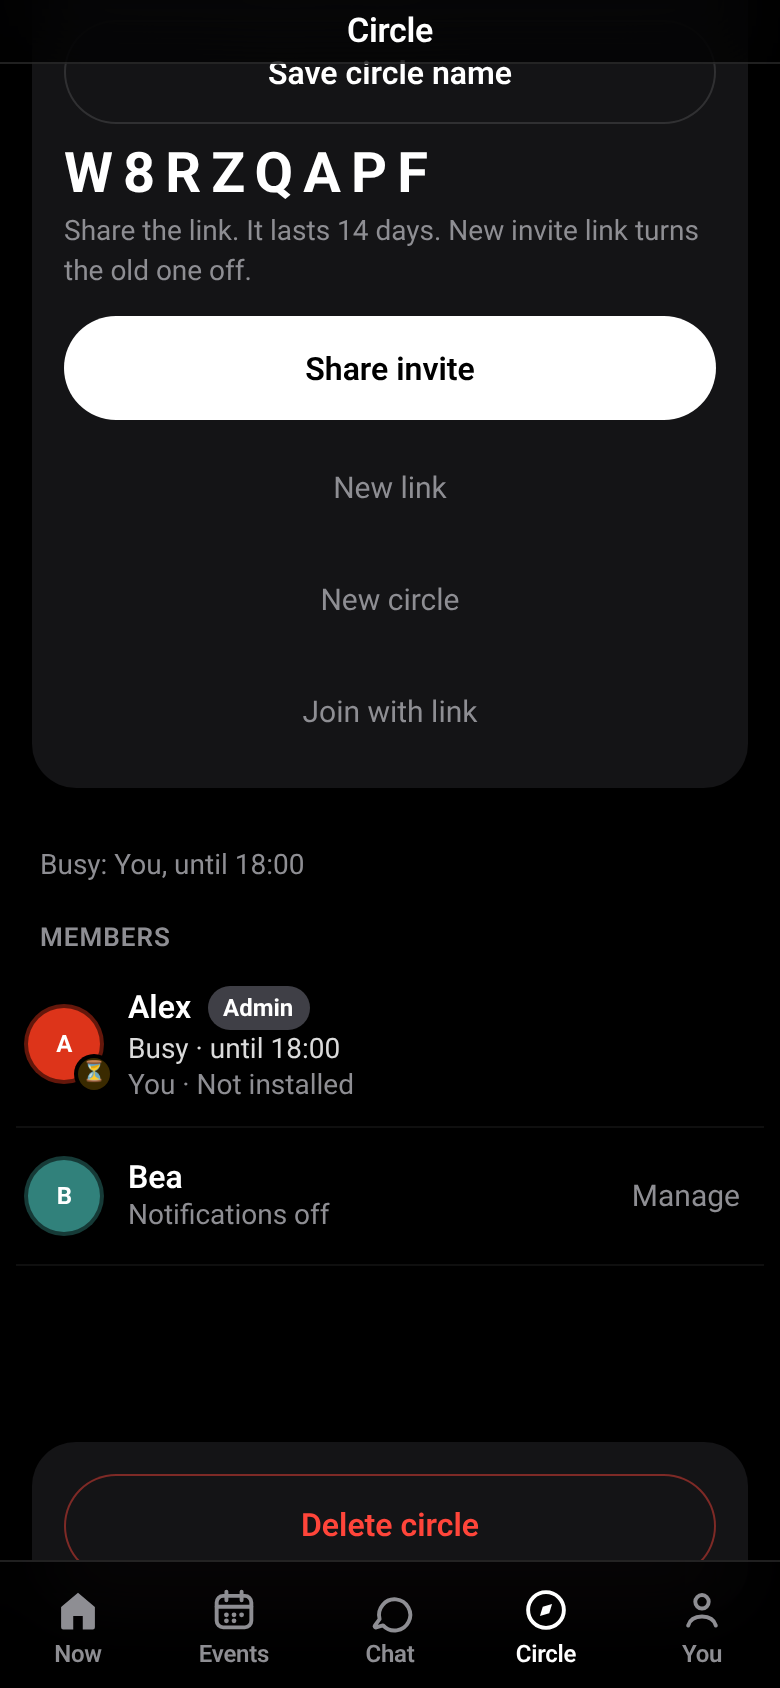 Circle
Save circle name
W8RZQAPF
Share the link. It lasts 14 days. New invite link turns
the old one off.
Share invite
New link
New circle
Join with link
Busy: You, until 18:00
MEMBERS
A
Alex Admin
Busy · until 18:00
You · Not installed
B
Bea
Notifications off
Manage
Delete circle
Now Events Chat Circle You